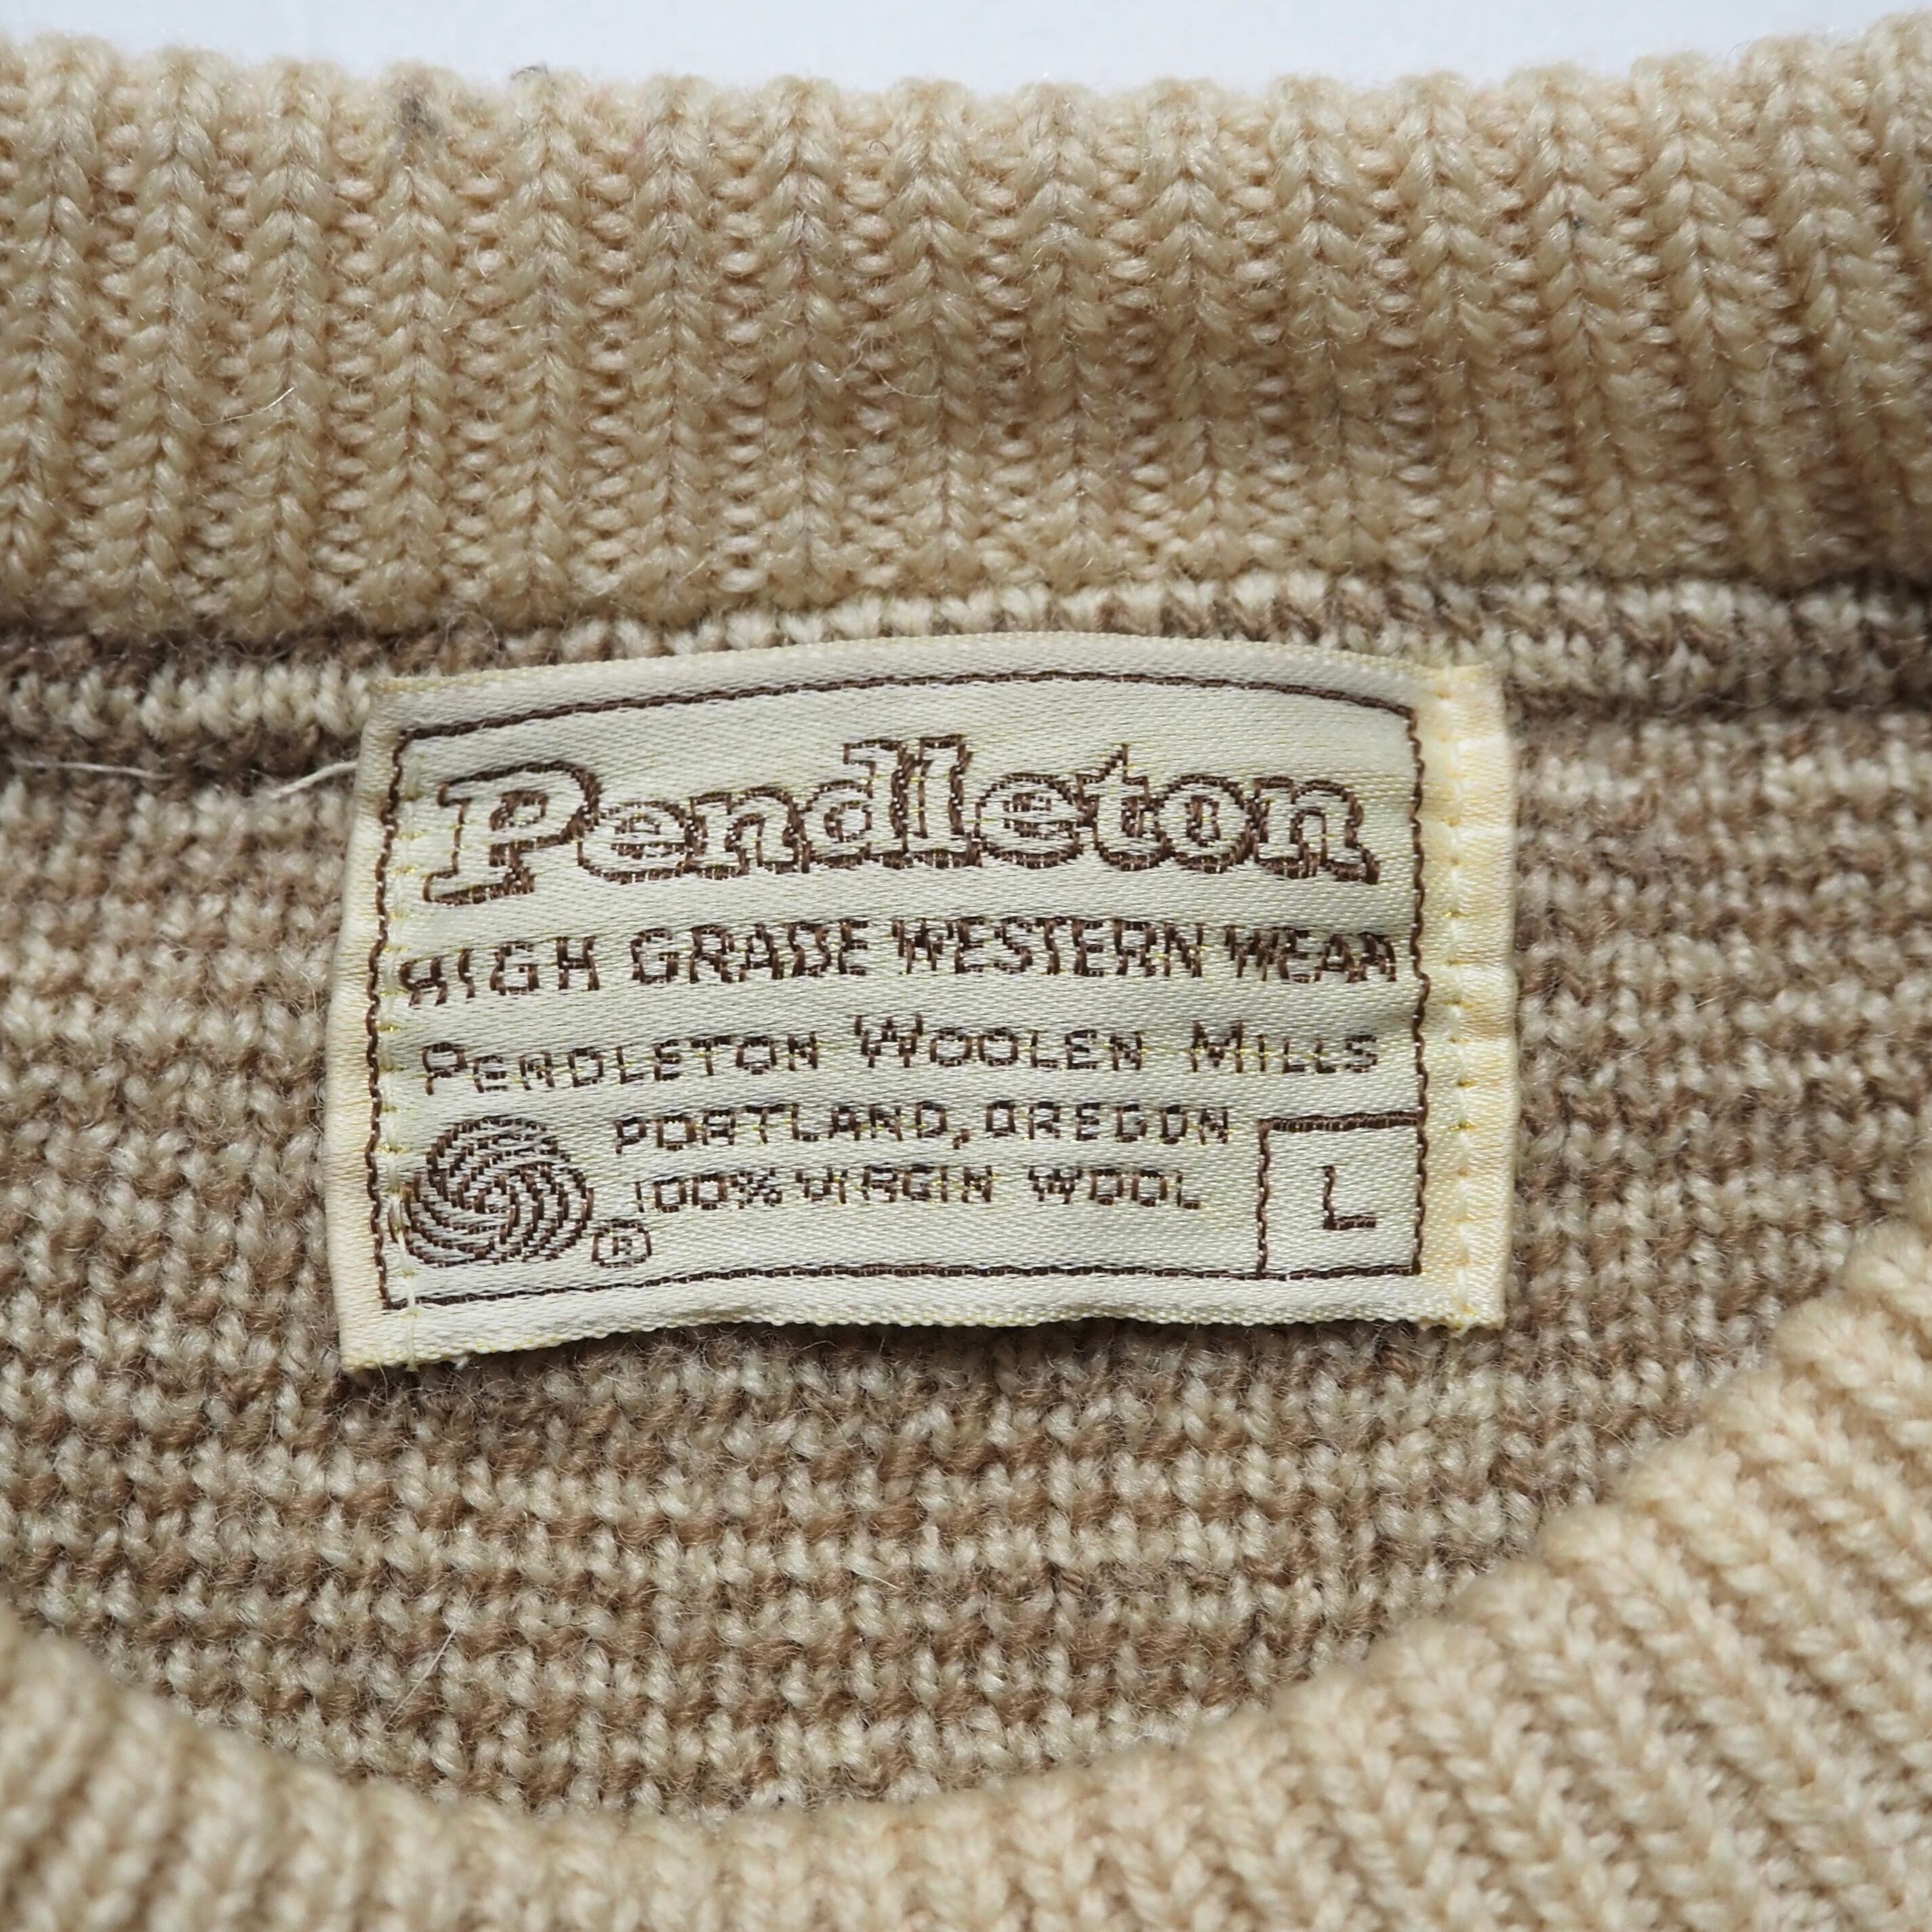 Pendleton
HIGH GRADE WESTERN WEAR
PENDLETON WOOLEN MILLS
PORTLAND, OREGON
100% VIRGIN WOOL
®
L